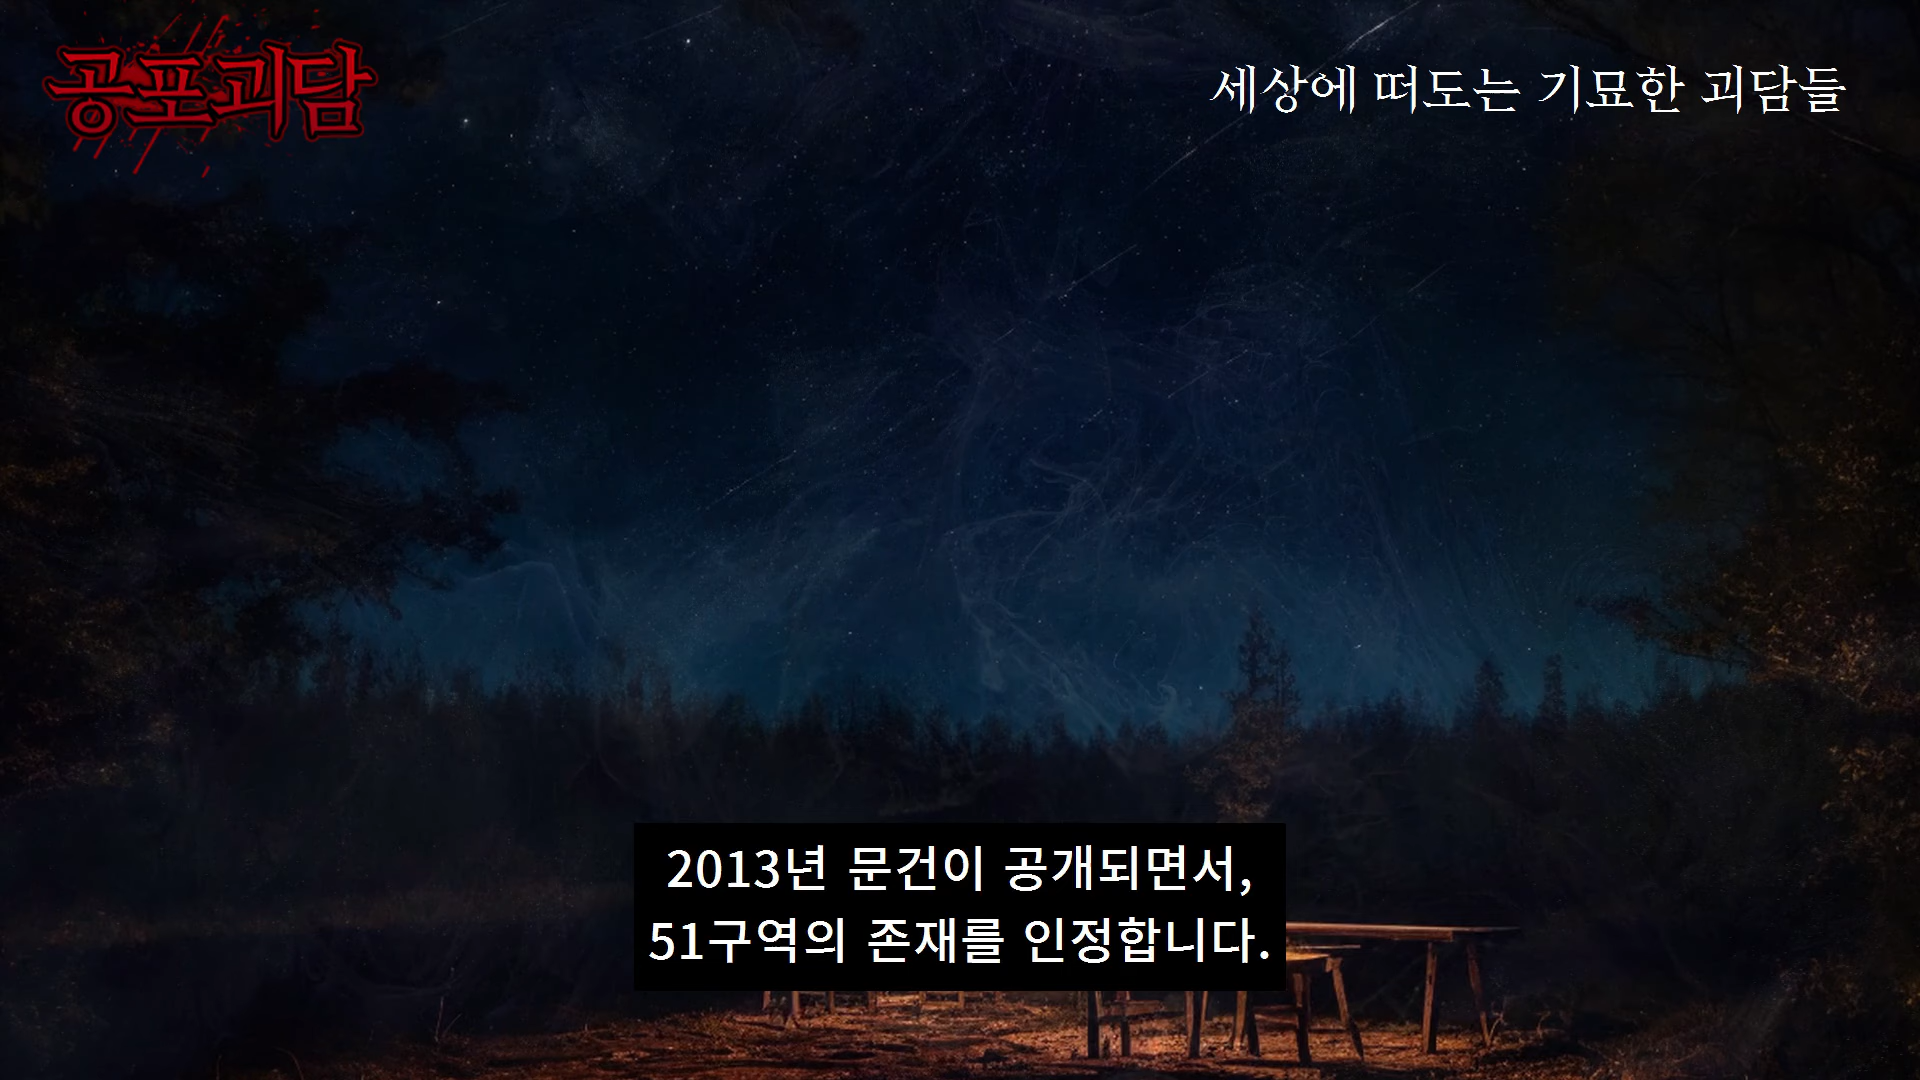 공포괴담
세상에 떠도는 기묘한 괴담들
2013년 문건이 공개되면서,
51구역의 존재를 인정합니다.